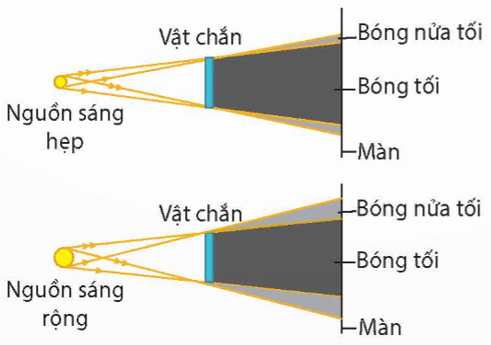 Vật chắn
Bóng nửa tối
Bóng tối
Nguồn sáng
hẹp
Màn
Vật chắn
Bóng nửa tối
Bóng tối
Nguồn sáng
rộng
Màn